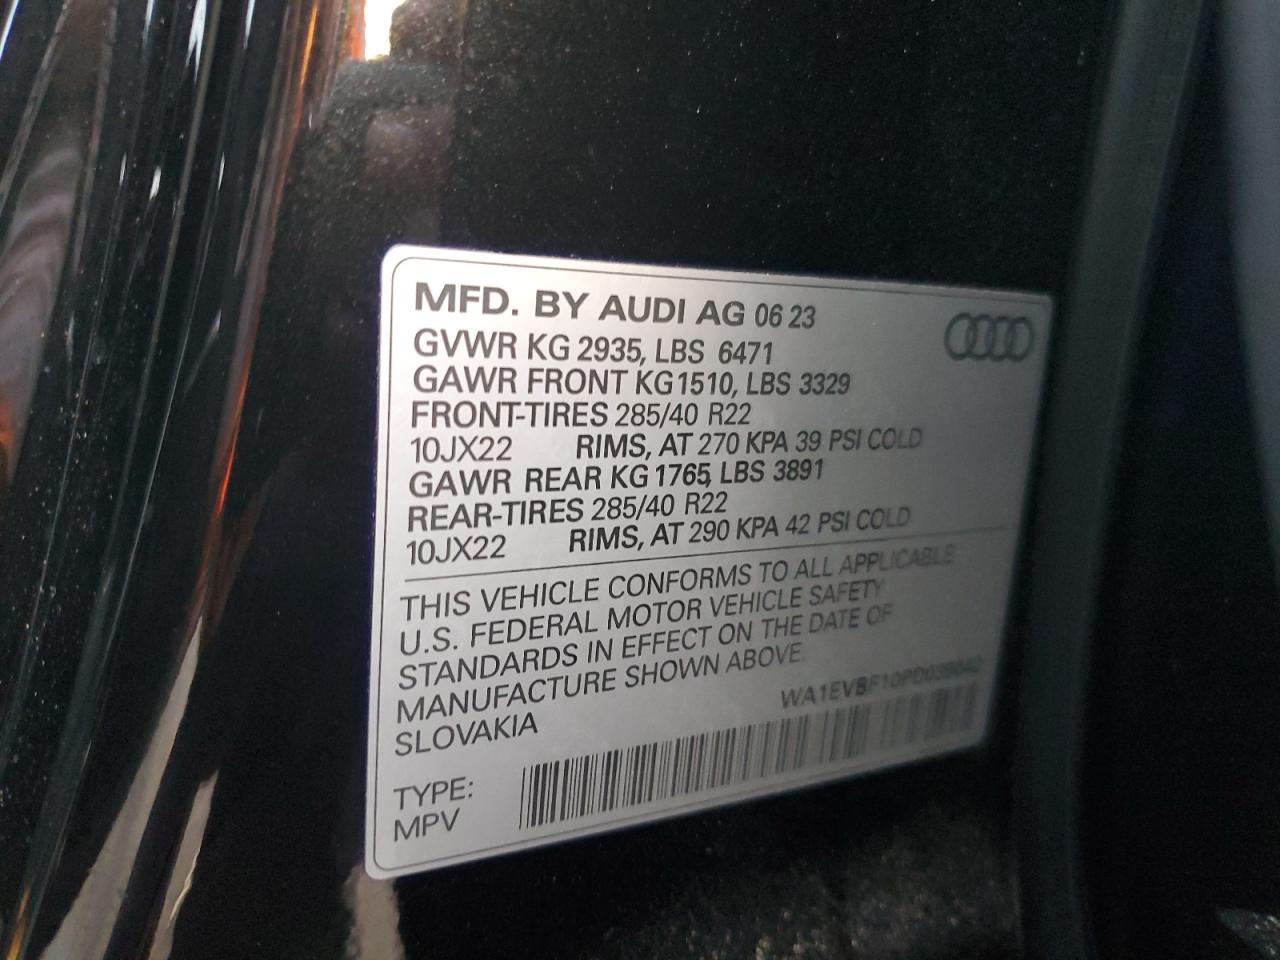 MFD. BY AUDI AG 06 23
GVWR KG 2935, LBS 6471
GAWR FRONT KG1510, LBS 3329
FRONT-TIRES 285/40 R22
10JX22 RIMS, AT 270 KPA 39 PSI COLD
GAWR REAR KG 1765, LBS 3891
REAR-TIRES 285/40 R22
10JX22 RIMS, AT 290 KPA 42 PSI COLD
THIS VEHICLE CONFORMS TO ALL APPLICABLE
U.S. FEDERAL MOTOR VEHICLE SAFETY
STANDARDS IN EFFECT ON THE DATE OF
MANUFACTURE SHOWN ABOVE.
SLOVAKIA
TYPE:
MPV